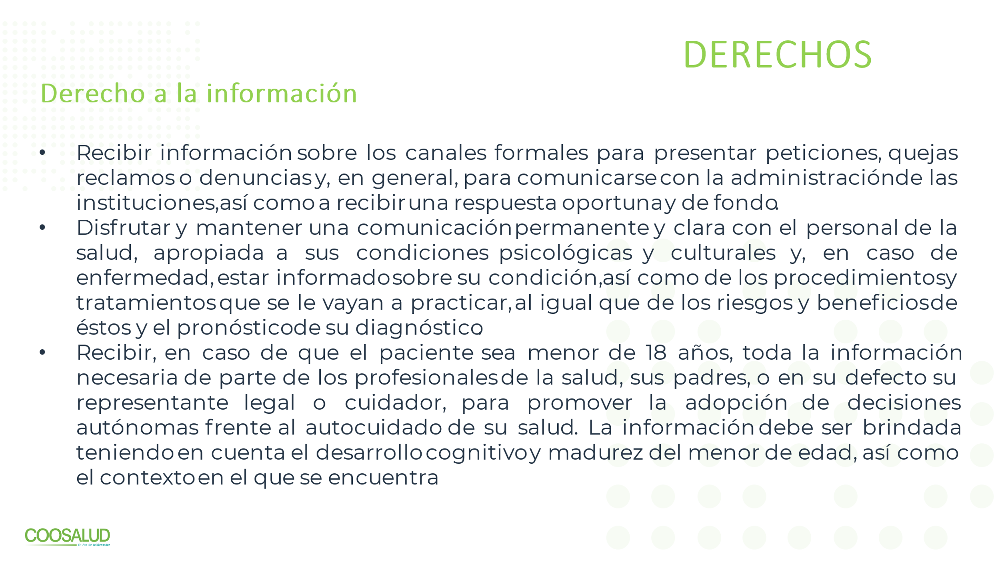 DERECHOS
Derecho a la información
• Recibir información sobre los canales formales para presentar peticiones, quejas
reclamos o denuncias y, en general, para comunicarse con la administración de las
instituciones, así como a recibir una respuesta oportuna y de fondo.
• Disfrutar y mantener una comunicación permanente y clara con el personal de la
salud, apropiada a sus condiciones psicológicas y culturales y, en caso de
enfermedad, estar informado sobre su condición, así como de los procedimientos y
tratamientos que se le vayan a practicar, al igual que de los riesgos y beneficios de
éstos y el pronóstico de su diagnóstico.
• Recibir, en caso de que el paciente sea menor de 18 años, toda la información
necesaria de parte de los profesionales de la salud, sus padres, o en su defecto su
representante legal o cuidador, para promover la adopción de decisiones
autónomas frente al autocuidado de su salud. La información debe ser brindada
teniendo en cuenta el desarrollo cognitivo y madurez del menor de edad, así como
el contexto en el que se encuentra
COOSALUD
En Pos de tu bienestar